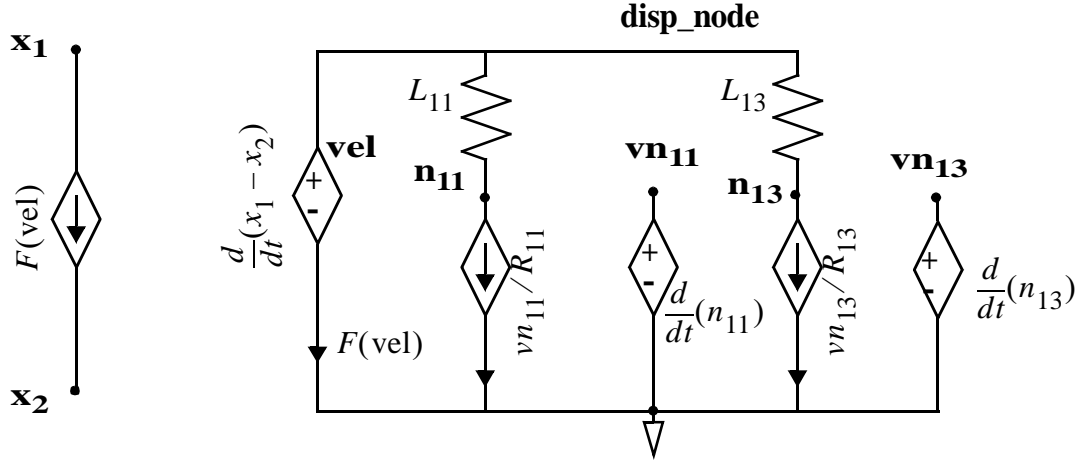 disp_node
x1
x2
F(vel)
d/dt(x1 − x2)
vel
+
-
F(vel)
L11
n11
vn11/R11
vn11
+
-
d/dt(n11)
L13
n13
vn13/R13
vn13
+
-
d/dt(n13)